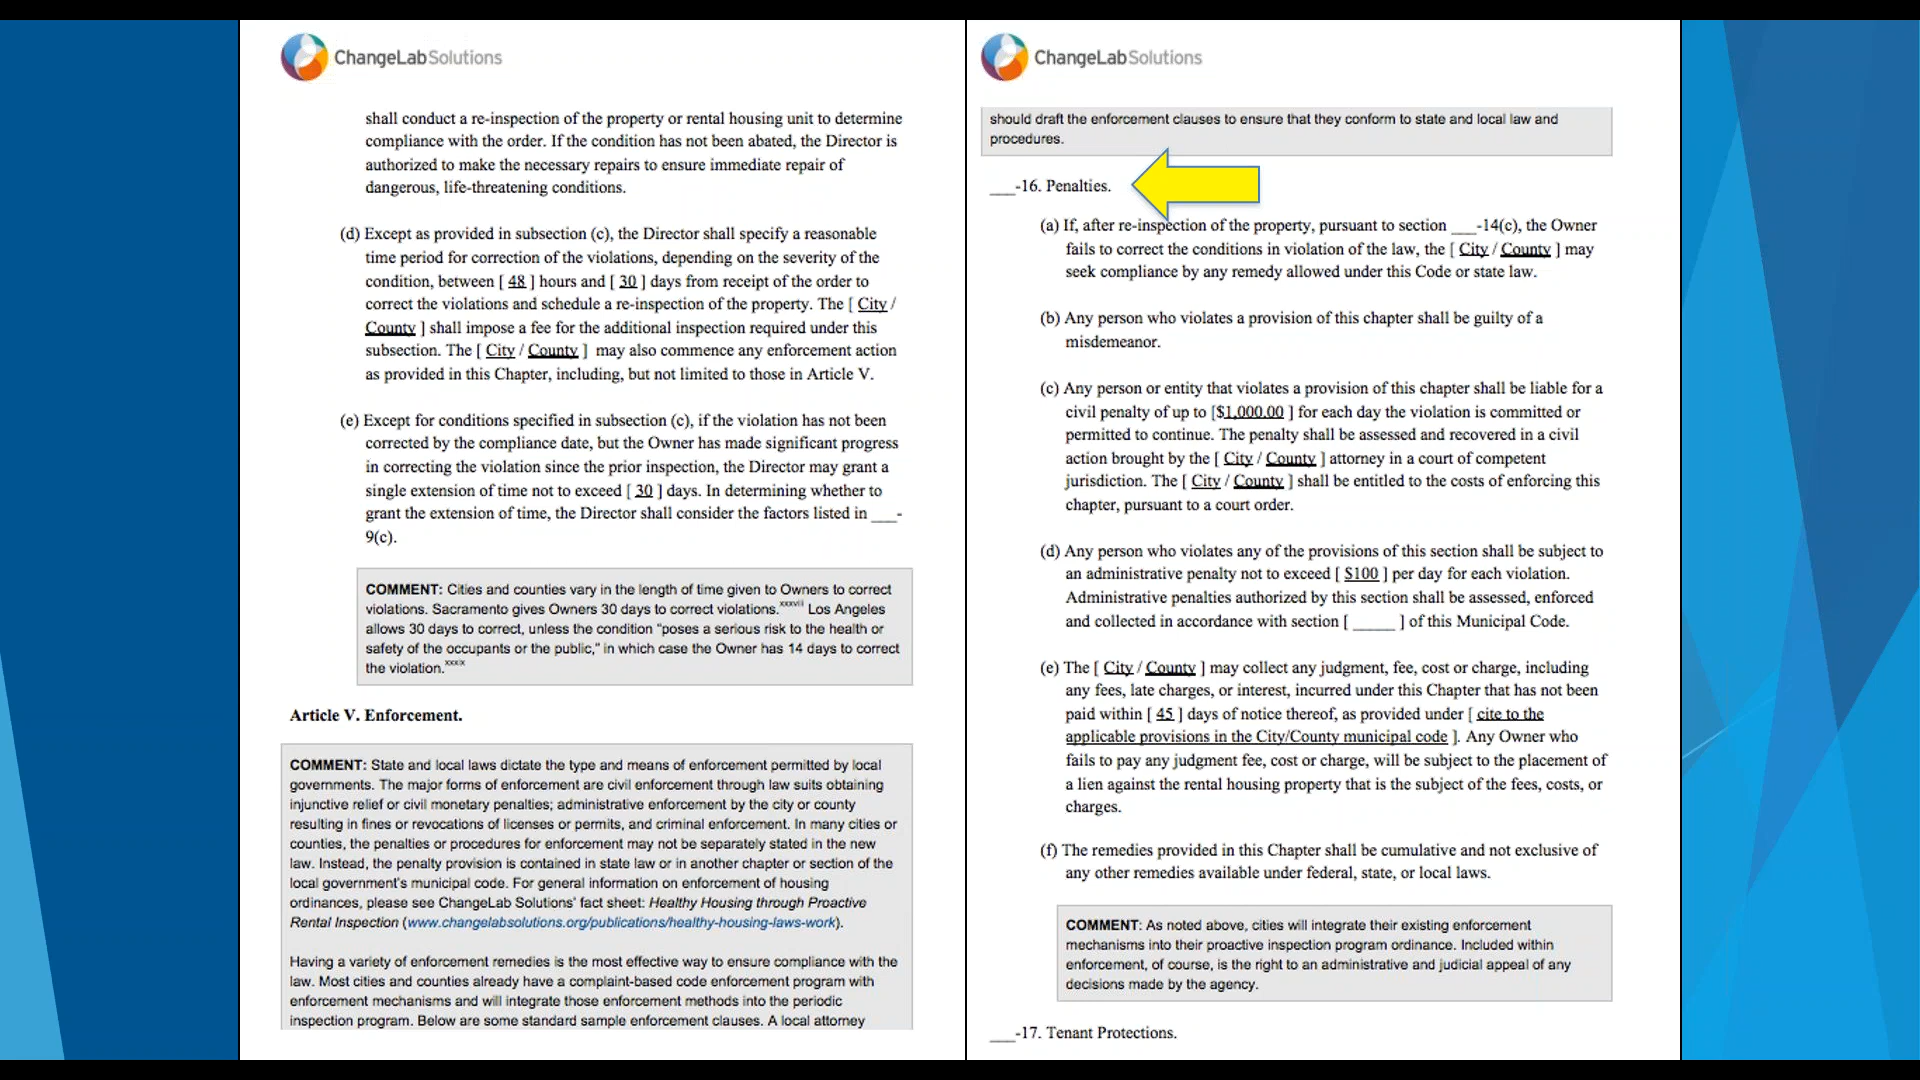 ChangeLabSolutions
shall conduct a re-inspection of the property or rental housing unit to determine
compliance with the order. If the condition has not been abated, the Director is
authorized to make the necessary repairs to ensure immediate repair of
dangerous, life-threatening conditions.
(d) Except as provided in subsection (c), the Director shall specify a reasonable
time period for correction of the violations, depending on the severity of the
condition, between [ 48 ] hours and [ 30 ] days from receipt of the order to
correct the violations and schedule a re-inspection of the property. The [ City /
County ] shall impose a fee for the additional inspection required under this
subsection. The [ City / County ] may also commence any enforcement action
as provided in this Chapter, including, but not limited to those in Article V.
(e) Except for conditions specified in subsection (c), if the violation has not been
corrected by the compliance date, but the Owner has made significant progress
in correcting the violation since the prior inspection, the Director may grant a
single extension of time not to exceed [ 30 ] days. In determining whether to
grant the extension of time, the Director shall consider the factors listed in ___-
9(c).
COMMENT: Cities and counties vary in the length of time given to Owners to correct
violations. Sacramento gives Owners 30 days to correct violations.xxxviii Los Angeles
allows 30 days to correct, unless the condition "poses a serious risk to the health or
safety of the occupants or the public," in which case the Owner has 14 days to correct
the violation.xxxix
Article V. Enforcement.
COMMENT: State and local laws dictate the type and means of enforcement permitted by local
governments. The major forms of enforcement are civil enforcement through law suits obtaining
injunctive relief or civil monetary penalties; administrative enforcement by the city or county
resulting in fines or revocations of licenses or permits, and criminal enforcement. In many cities or
counties, the penalties or procedures for enforcement may not be separately stated in the new
law. Instead, the penalty provision is contained in state law or in another chapter or section of the
local government's municipal code. For general information on enforcement of housing
ordinances, please see ChangeLab Solutions' fact sheet: Healthy Housing through Proactive
Rental Inspection (www.changelabsolutions.org/publications/healthy-housing-laws-work).
Having a variety of enforcement remedies is the most effective way to ensure compliance with the
law. Most cities and counties already have a complaint-based code enforcement program with
enforcement mechanisms and will integrate those enforcement methods into the periodic
inspection program. Below are some standard sample enforcement clauses. A local attorney
ChangeLabSolutions
should draft the enforcement clauses to ensure that they conform to state and local law and
procedures.
___-16. Penalties.
(a) If, after re-inspection of the property, pursuant to section ___-14(c), the Owner
fails to correct the conditions in violation of the law, the [ City / County ] may
seek compliance by any remedy allowed under this Code or state law.
(b) Any person who violates a provision of this chapter shall be guilty of a
misdemeanor.
(c) Any person or entity that violates a provision of this chapter shall be liable for a
civil penalty of up to [$1,000.00 ] for each day the violation is committed or
permitted to continue. The penalty shall be assessed and recovered in a civil
action brought by the [ City / County ] attorney in a court of competent
jurisdiction. The [ City / County ] shall be entitled to the costs of enforcing this
chapter, pursuant to a court order.
(d) Any person who violates any of the provisions of this section shall be subject to
an administrative penalty not to exceed [ $100 ] per day for each violation.
Administrative penalties authorized by this section shall be assessed, enforced
and collected in accordance with section [ _____ ] of this Municipal Code.
(e) The [ City / County ] may collect any judgment, fee, cost or charge, including
any fees, late charges, or interest, incurred under this Chapter that has not been
paid within [ 45 ] days of notice thereof, as provided under [ cite to the
applicable provisions in the City/County municipal code ]. Any Owner who
fails to pay any judgment fee, cost or charge, will be subject to the placement of
a lien against the rental housing property that is the subject of the fees, costs, or
charges.
(f) The remedies provided in this Chapter shall be cumulative and not exclusive of
any other remedies available under federal, state, or local laws.
COMMENT: As noted above, cities will integrate their existing enforcement
mechanisms into their proactive inspection program ordinance. Included within
enforcement, of course, is the right to an administrative and judicial appeal of any
decisions made by the agency.
___-17. Tenant Protections.